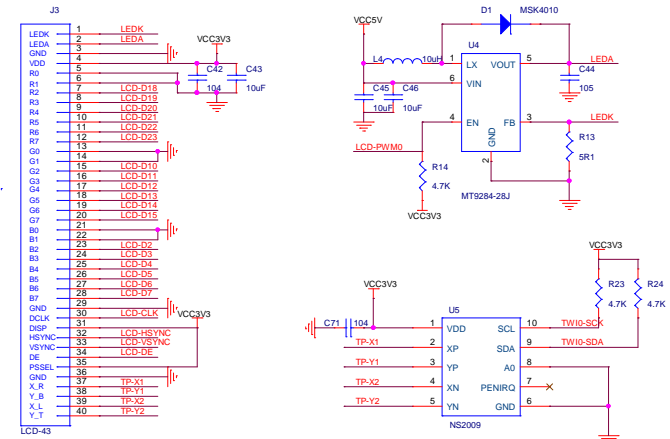 J3
LEDK 1 LEDK
LEDA 2 LEDA
GND 3
VDD 4
R0 5
R1 6
R2 7 LCD-D18
R3 8 LCD-D19
R4 9 LCD-D20
R5 10 LCD-D21
R6 11 LCD-D22
R7 12 LCD-D23
G0 13
G1 14
G2 15 LCD-D10
G3 16 LCD-D11
G4 17 LCD-D12
G5 18 LCD-D13
G6 19 LCD-D14
G7 20 LCD-D15
B0 21
B1 22
B2 23 LCD-D2
B3 24 LCD-D3
B4 25 LCD-D4
B5 26 LCD-D5
B6 27 LCD-D6
B7 28 LCD-D7
GND 29
DCLK 30 LCD-CLK
DISP 31
HSYNC 32 LCD-HSYNC
VSYNC 33 LCD-VSYNC
DE 34 LCD-DE
PSSEL 35
GND 36
X_R 37 TP-X1
Y_B 38 TP-Y1
X_L 39 TP-X2
Y_T 40 TP-Y2
LCD-43
VCC3V3
C42
104
C43
10uF
VCC3V3
D1 MSK4010
VCC5V
L4 10uH
U4
1 LX VOUT 5 LEDA
6 VIN
C45
10uF
C46
10uF
C44
105
4 EN FB 3 LEDK
GND
2
LCD-PWM0
R13
5R1
R14
4.7K
VCC3V3
MT9284-28J
VCC3V3
R23
4.7K
R24
4.7K
VCC3V3
C71 104
U5
1 VDD SCL 10 TWI0-SCK
TP-X1 2 XP SDA 9 TWI0-SDA
TP-Y1 3 YP A0 8
TP-X2 4 XN PENIRQ 7
TP-Y2 5 YN GND 6
NS2009